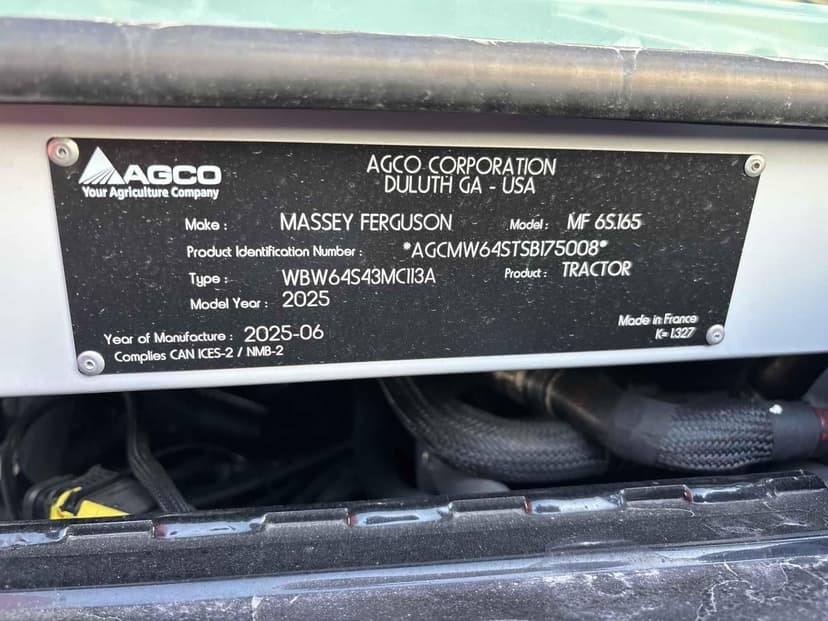 AGCO
Your Agriculture Company
AGCO CORPORATION
DULUTH GA - USA
Make : MASSEY FERGUSON Model : MF 6S.165
Product Identification Number : *AGCMW64STSB175008*
Type : WBW64S43MC113A Product : TRACTOR
Model Year : 2025
Year of Manufacture : 2025-06
Complies CAN ICES-2 / NMB-2
Made in France
K= 1.327